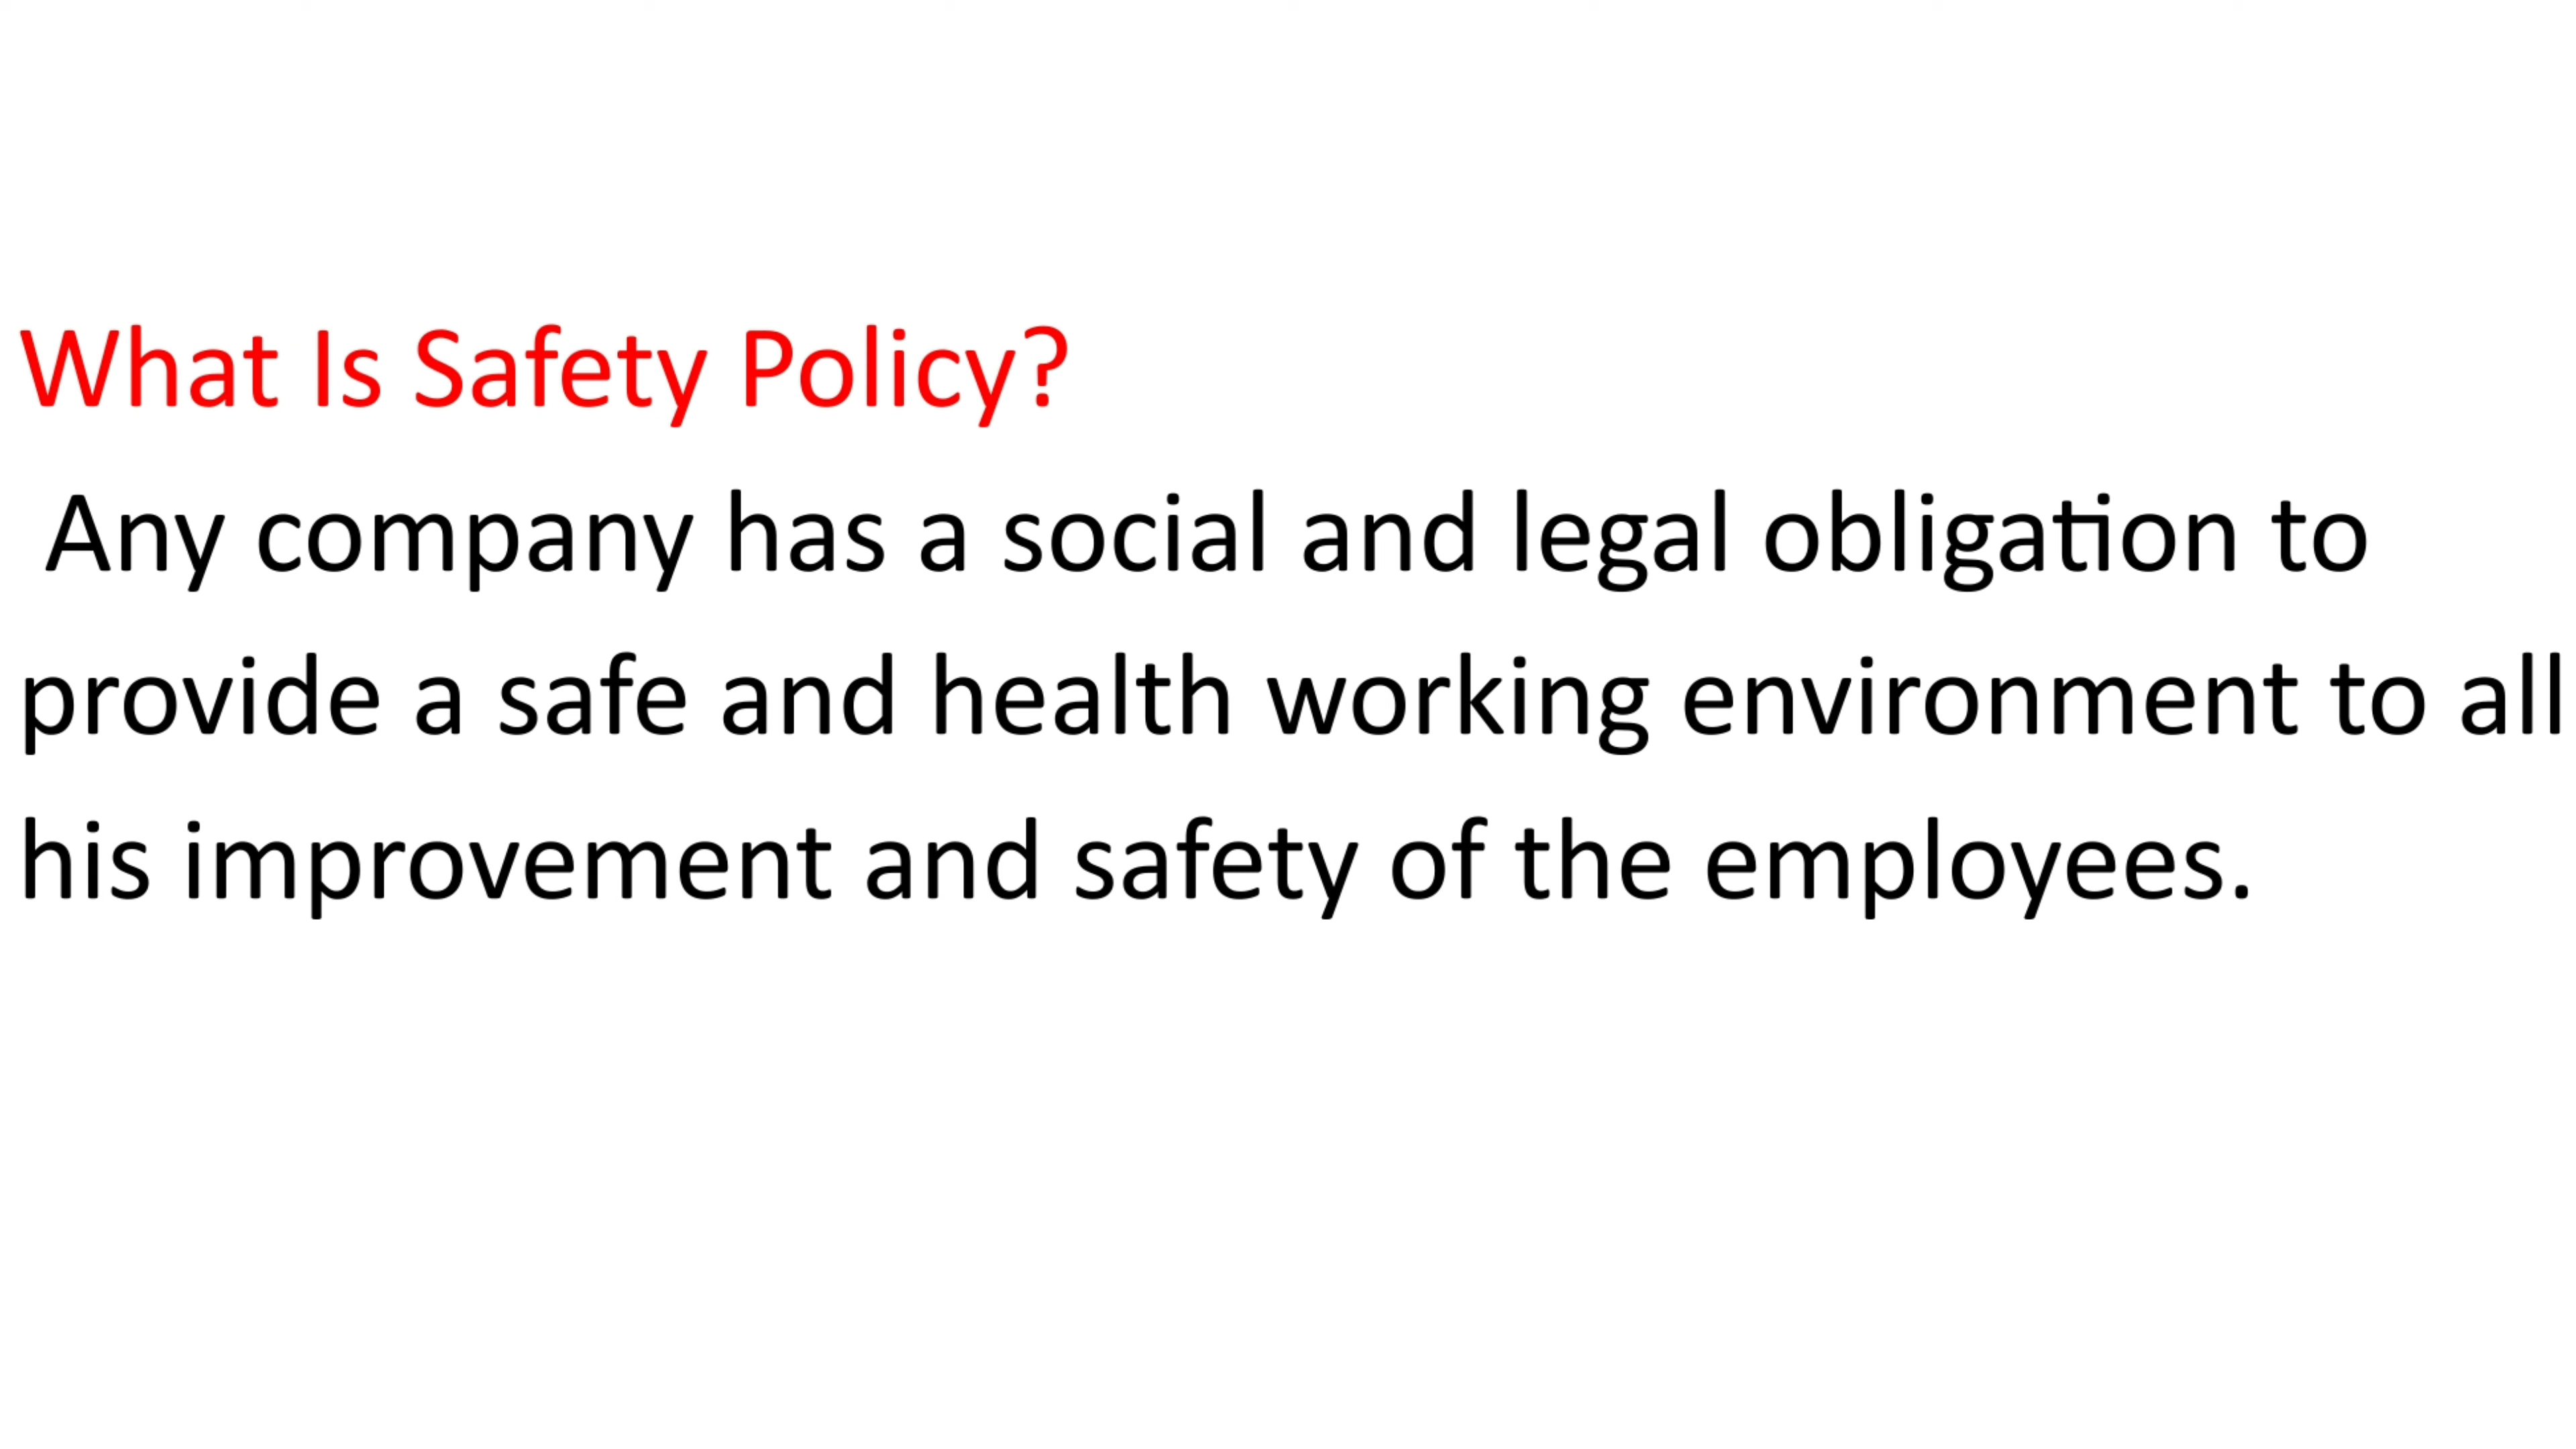 What Is Safety Policy?
Any company has a social and legal obligation to
provide a safe and health working environment to all
his improvement and safety of the employees.